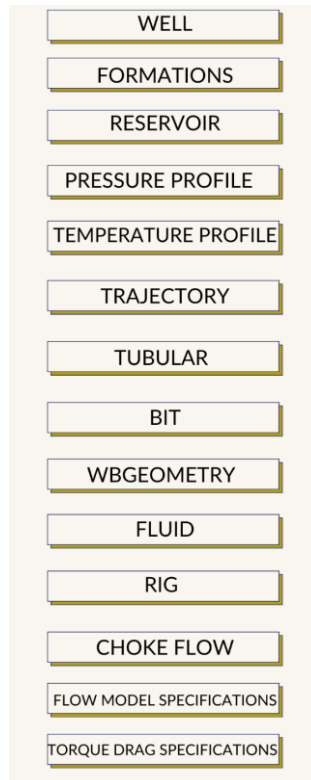 WELL
FORMATIONS
RESERVOIR
PRESSURE PROFILE
TEMPERATURE PROFILE
TRAJECTORY
TUBULAR
BIT
WBGEOMETRY
FLUID
RIG
CHOKE FLOW
FLOW MODEL SPECIFICATIONS
TORQUE DRAG SPECIFICATIONS